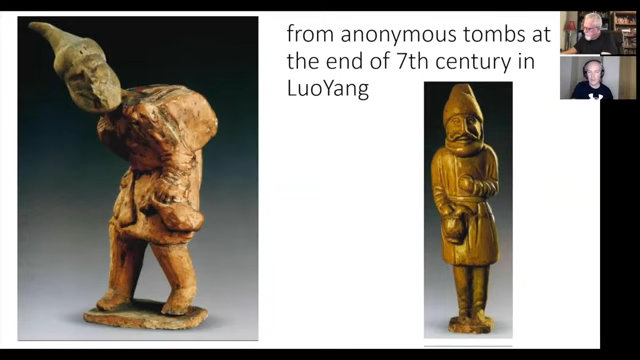 from anonymous tombs at
the end of 7th century in
LuoYang